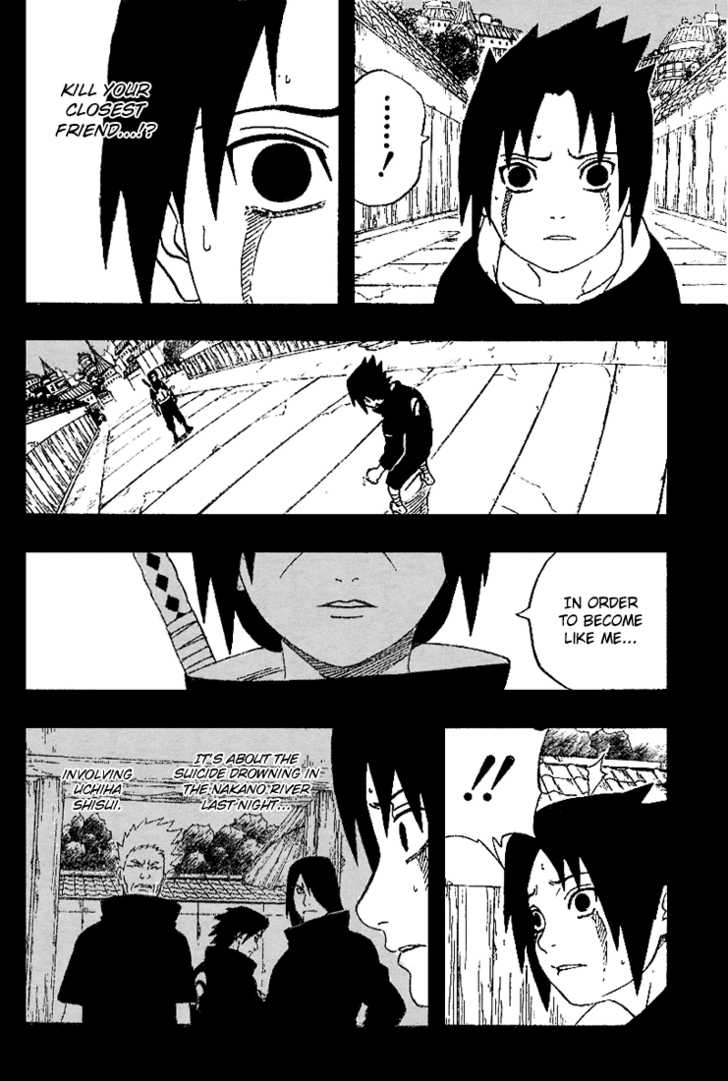 ......!
KILL YOUR
CLOSEST
FRIEND...!?
IN ORDER
TO BECOME
LIKE ME...
!!
IT'S ABOUT THE
SUICIDE DROWNING IN
THE NAKANO RIVER
LAST NIGHT...
INVOLVING
UCHIHA
SHISUI.